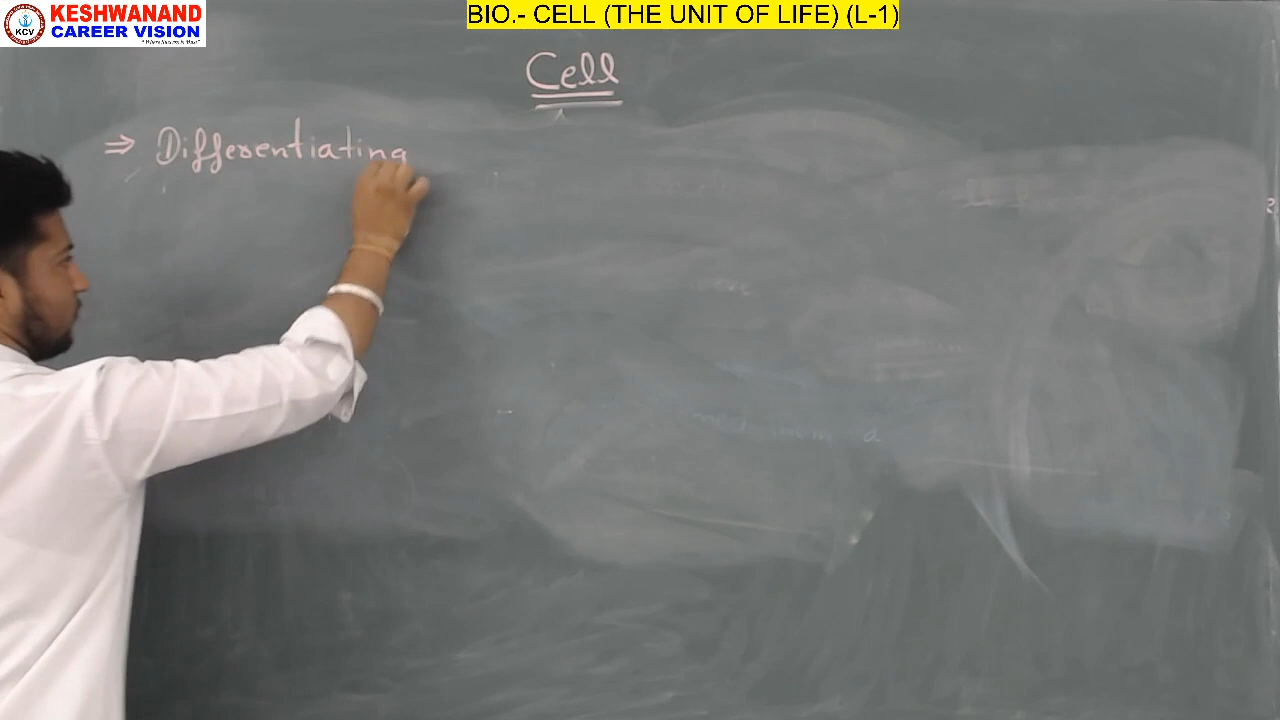 KESHWANAND
CAREER VISION
KCV
BIO.- CELL (THE UNIT OF LIFE) (L-1)
Cell
⇒ Differentiating